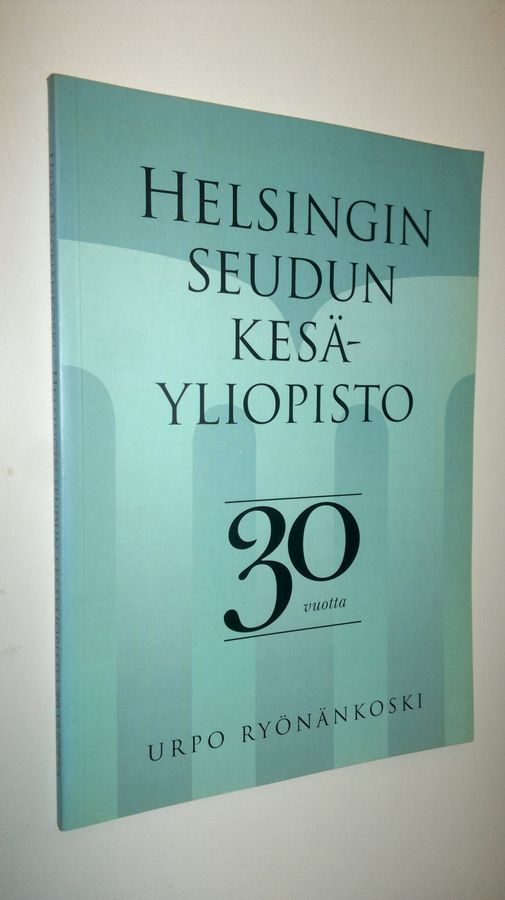 HELSINGIN
SEUDUN
KESÄ-
YLIOPISTO
30
vuotta
URPO RYÖNÄNKOSKI